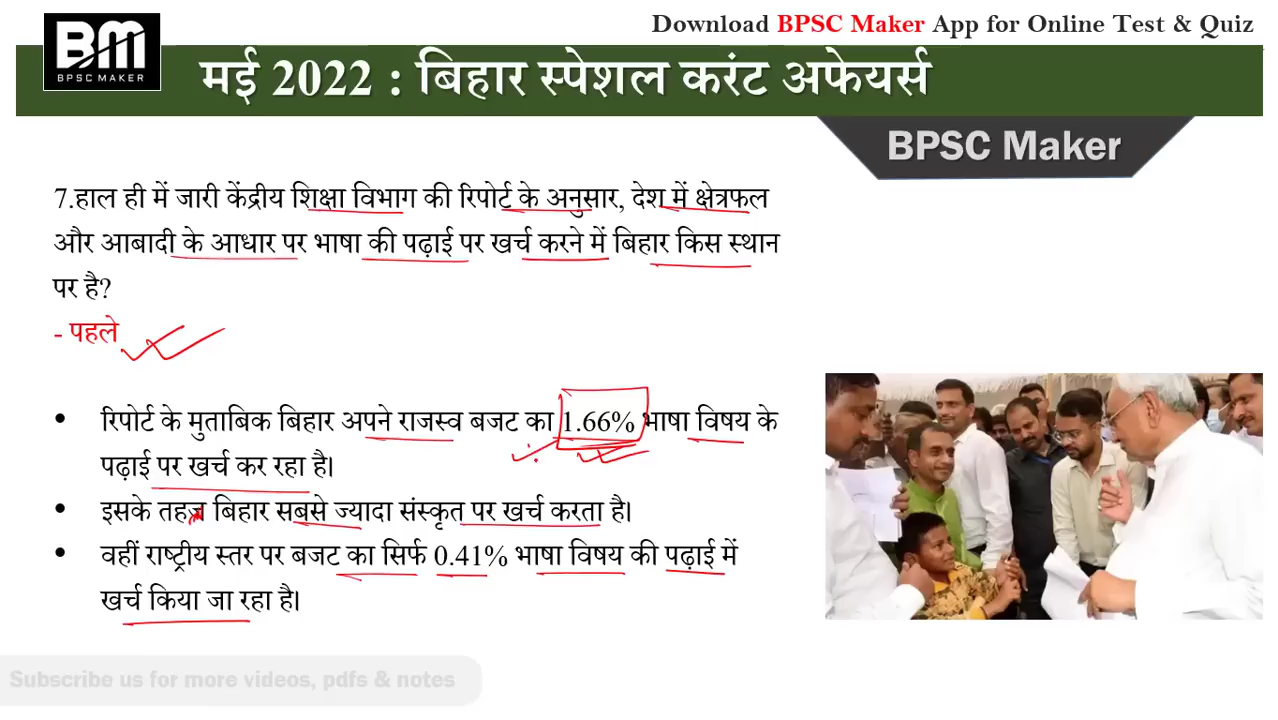 Download BPSC Maker App for Online Test & Quiz
BM
BPSC MAKER
मई 2022 : बिहार स्पेशल करंट अफेयर्स
BPSC Maker
7.हाल ही में जारी केंद्रीय शिक्षा विभाग की रिपोर्ट के अनुसार, देश में क्षेत्रफल
और आबादी के आधार पर भाषा की पढ़ाई पर खर्च करने में बिहार किस स्थान
पर है?
- पहले
• रिपोर्ट के मुताबिक बिहार अपने राजस्व बजट का 1.66% भाषा विषय के
पढ़ाई पर खर्च कर रहा है।
• इसके बिहार सबसे ज्यादा संस्कृत पर खर्च करता है।
• वहीं राष्ट्रीय स्तर पर बजट का सिर्फ 0.41% भाषा विषय की पढ़ाई में
खर्च किया जा रहा है।
Subscribe us for more videos, pdfs & notes